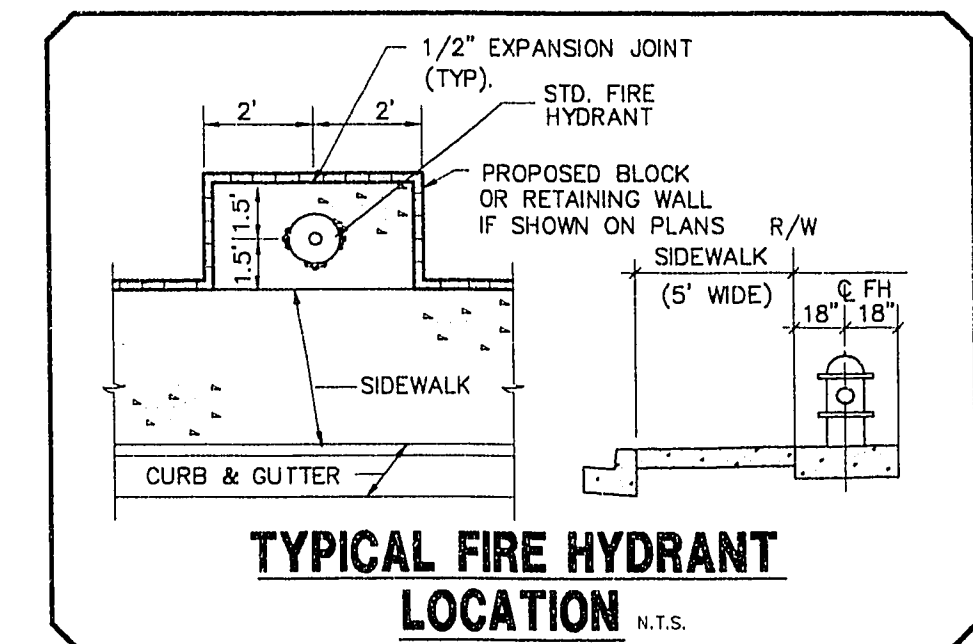 1/2" EXPANSION JOINT
(TYP).
STD. FIRE
HYDRANT
2' 2'
PROPOSED BLOCK
OR RETAINING WALL
IF SHOWN ON PLANS R/W
1.5' 1.5'
SIDEWALK
(5' WIDE)
℄ FH
18" 18"
SIDEWALK
CURB & GUTTER
TYPICAL FIRE HYDRANT
LOCATION N.T.S.